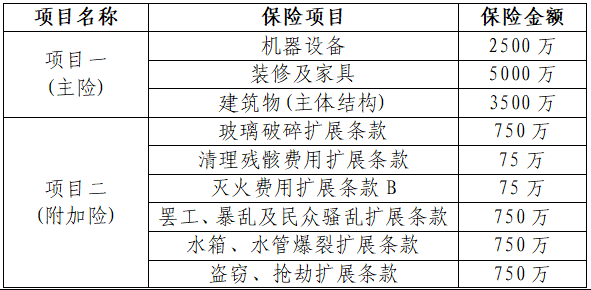 项目名称 保险项目 保险金额
项目一
(主险)
机器设备 2500 万
装修及家具 5000 万
建筑物(主体结构) 3500 万
项目二
(附加险)
玻璃破碎扩展条款 750 万
清理残骸费用扩展条款 75 万
灭火费用扩展条款 B 75 万
罢工、暴乱及民众骚乱扩展条款 750 万
水箱、水管爆裂扩展条款 750 万
盗窃、抢劫扩展条款 750 万